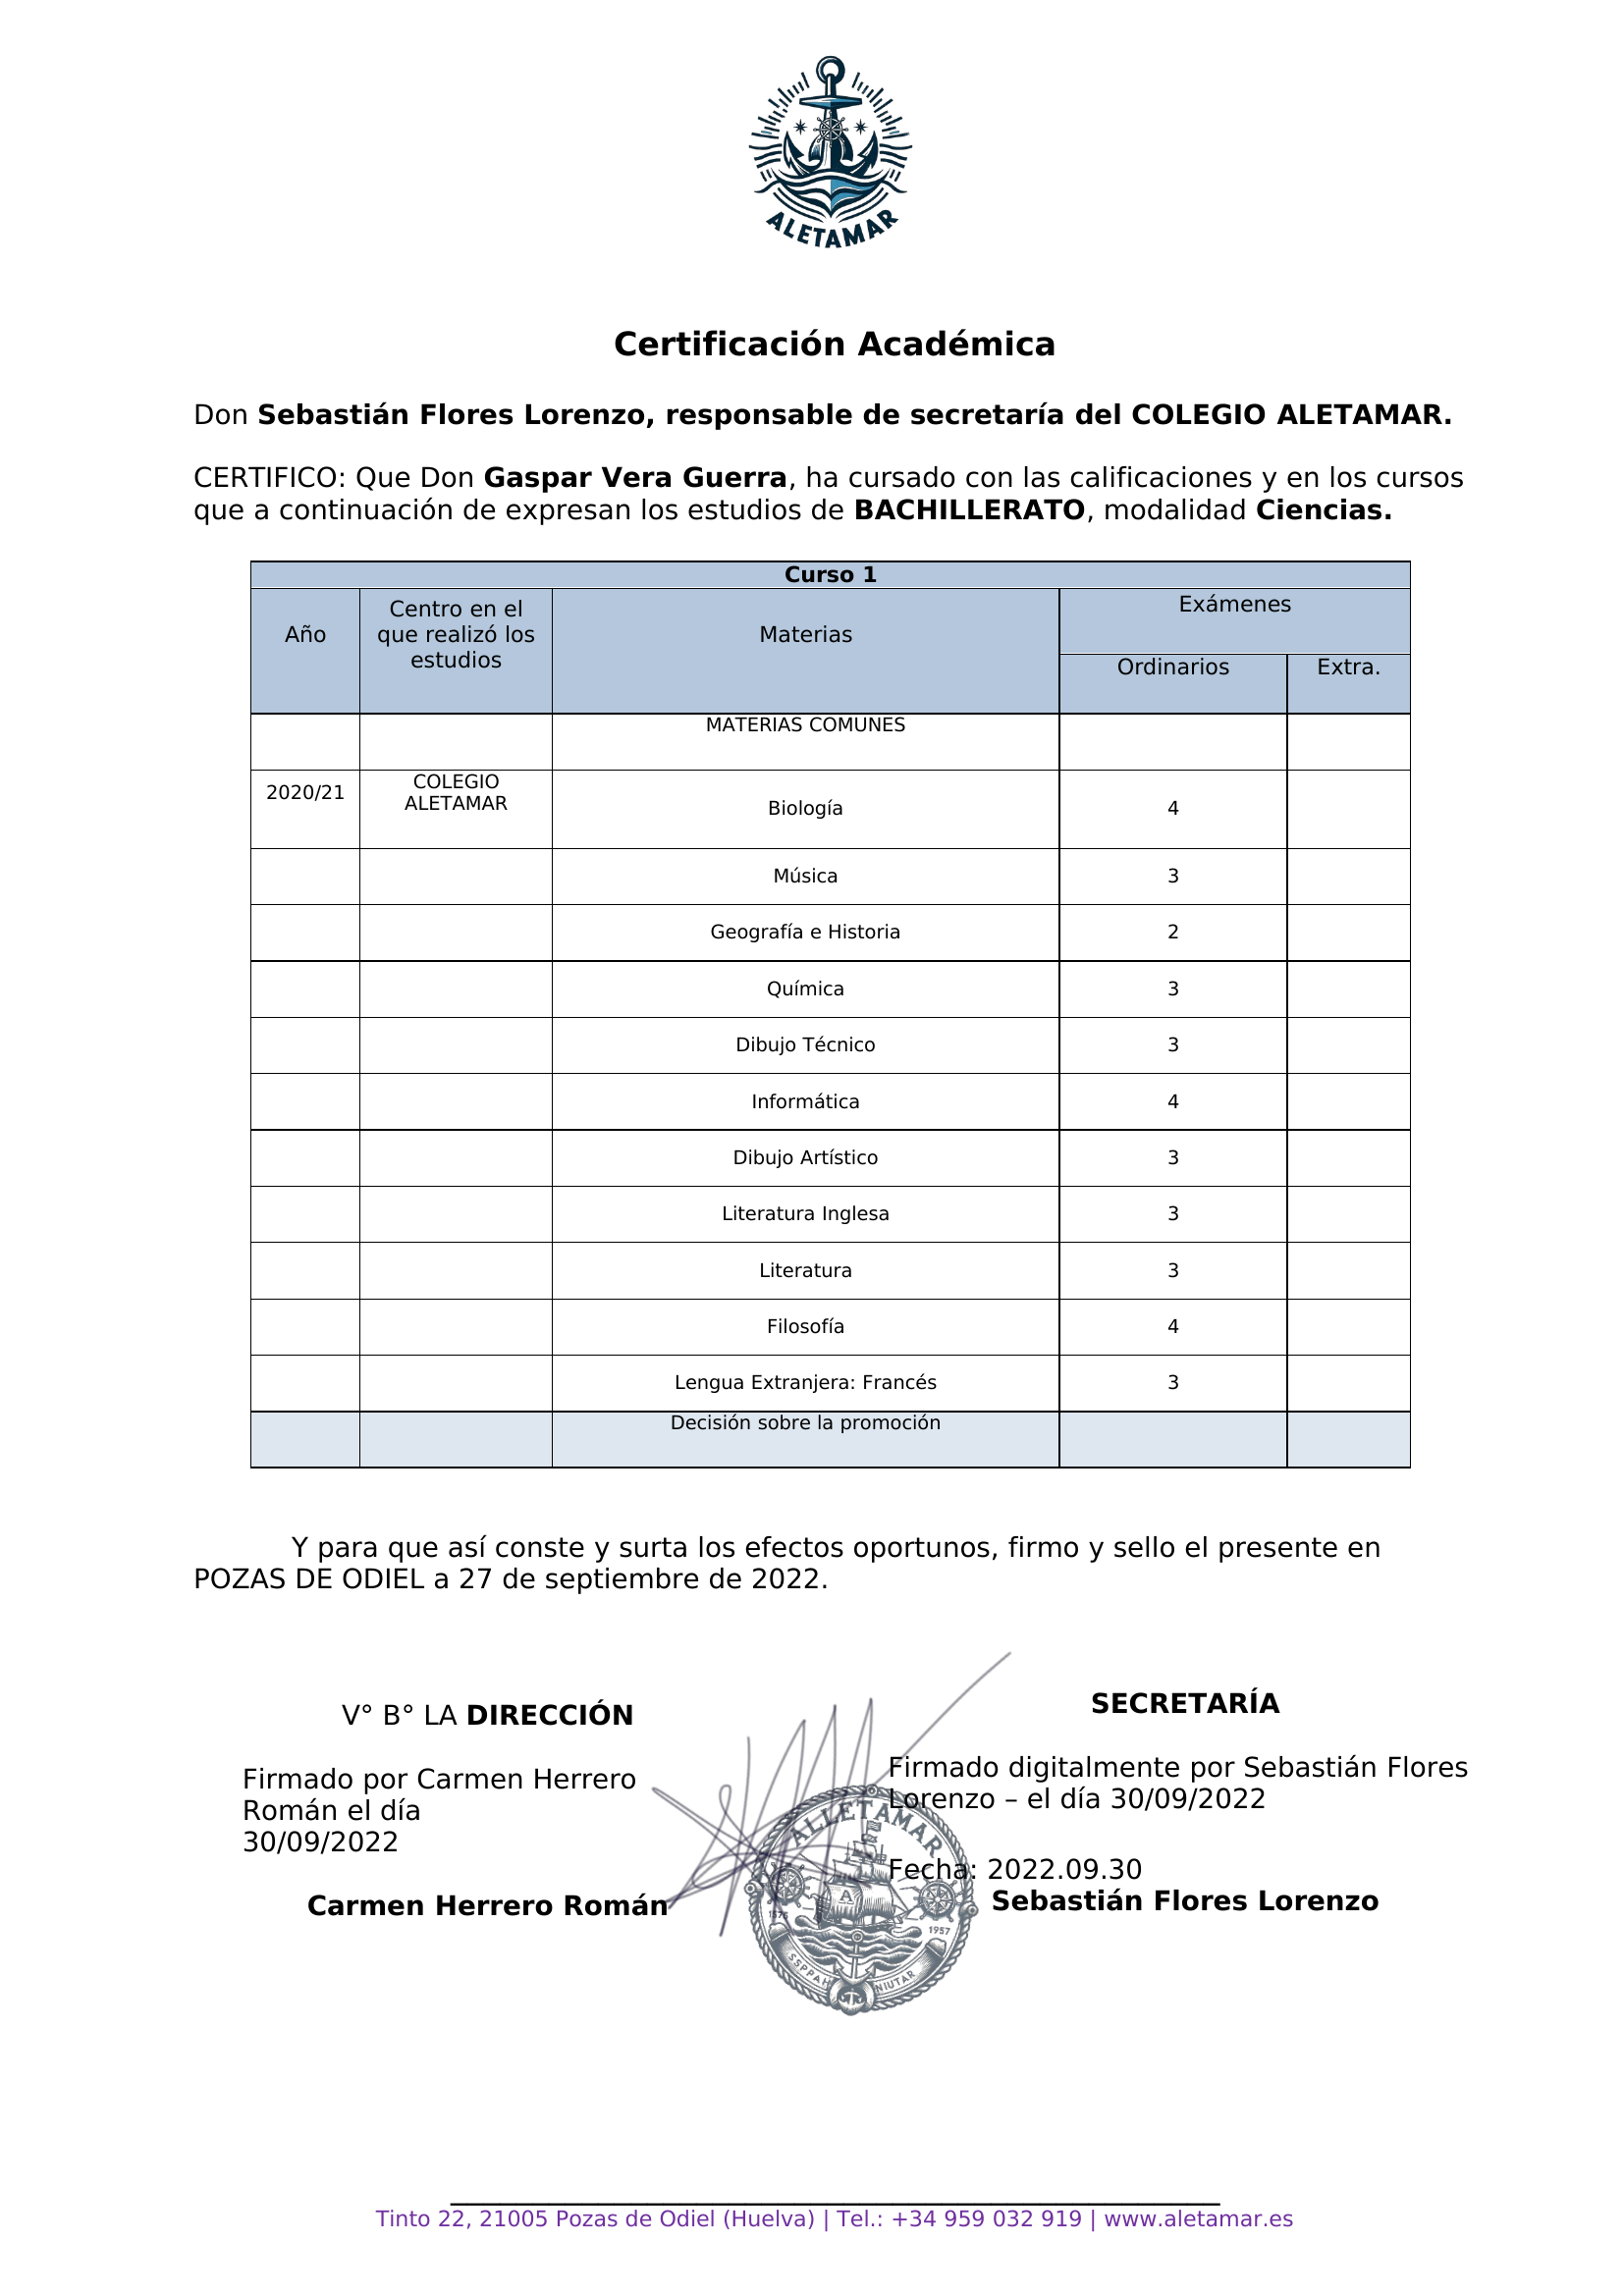 ALETAMAR
Certificación Académica
Don Sebastián Flores Lorenzo, responsable de secretaría del COLEGIO ALETAMAR.
CERTIFICO: Que Don Gaspar Vera Guerra, ha cursado con las calificaciones y en los cursos
que a continuación de expresan los estudios de BACHILLERATO, modalidad Ciencias.
Curso 1
Año
Centro en el
que realizó los
estudios
Materias
Exámenes
Ordinarios
Extra.
MATERIAS COMUNES
2020/21
COLEGIO
ALETAMAR
Biología 4
Música 3
Geografía e Historia 2
Química 3
Dibujo Técnico 3
Informática 4
Dibujo Artístico 3
Literatura Inglesa 3
Literatura 3
Filosofía 4
Lengua Extranjera: Francés 3
Decisión sobre la promoción
Y para que así conste y surta los efectos oportunos, firmo y sello el presente en
POZAS DE ODIEL a 27 de septiembre de 2022.
V° B° LA DIRECCIÓN
Firmado por Carmen Herrero
Román el día
30/09/2022
Carmen Herrero Román
SECRETARÍA
Firmado digitalmente por Sebastián Flores
Lorenzo – el día 30/09/2022
Fecha: 2022.09.30
Sebastián Flores Lorenzo
ALLETAMAR
A
1957
SSPPAH
NIUTAR
Tinto 22, 21005 Pozas de Odiel (Huelva) | Tel.: +34 959 032 919 | www.aletamar.es